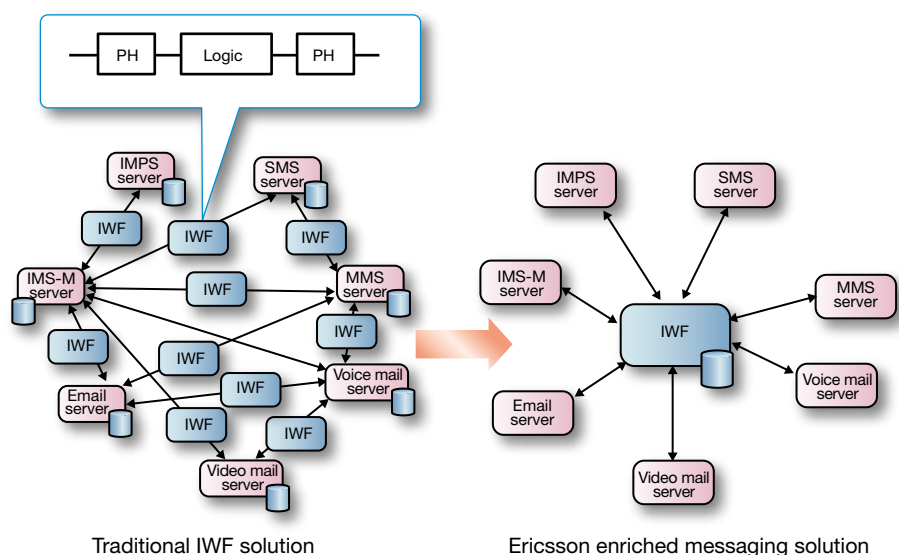 PH
Logic
PH
IMPS
server
SMS
server
IWF
IWF
IWF
IMS-M
server
IWF
MMS
server
IWF
IWF
IWF
Email
server
IWF
Voice mail
server
IWF
IWF
Video mail
server
Traditional IWF solution
IMPS
server
SMS
server
IMS-M
server
IWF
MMS
server
Email
server
Voice mail
server
Video mail
server
Ericsson enriched messaging solution